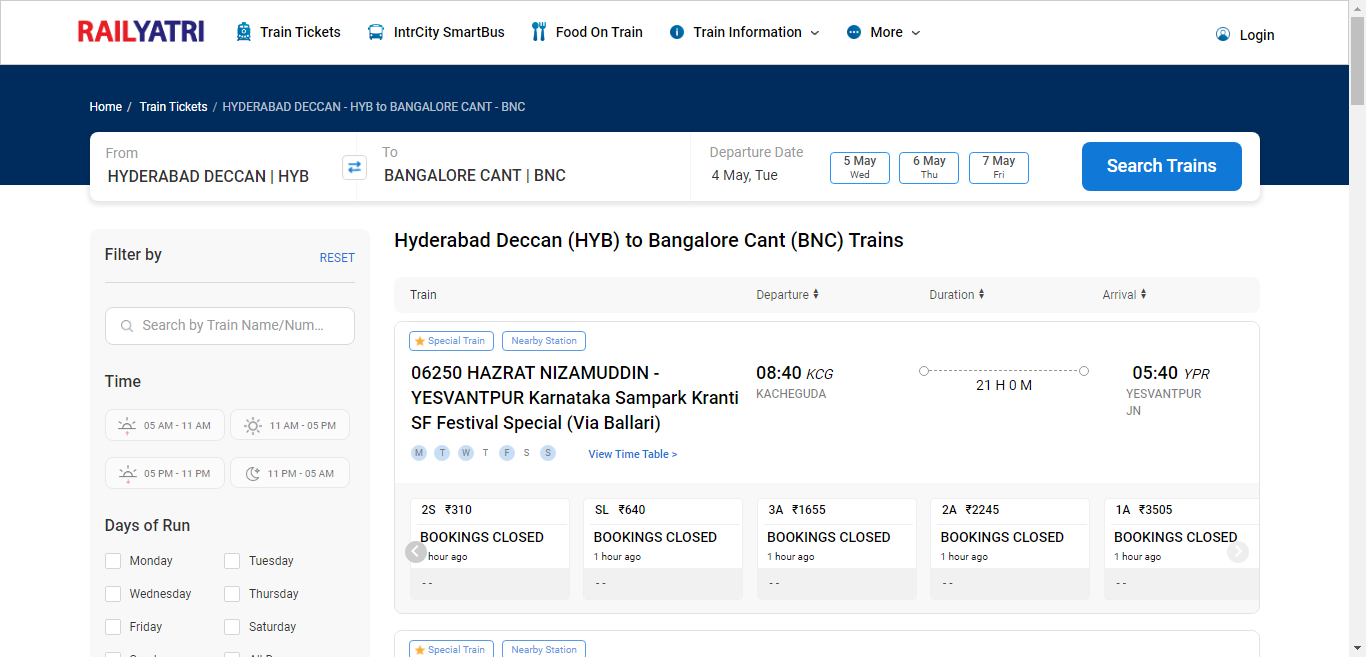 RAILYATRI
Train Tickets
IntrCity SmartBus
Food On Train
Train Information
More
Login
Home / Train Tickets / HYDERABAD DECCAN - HYB to BANGALORE CANT - BNC
From
HYDERABAD DECCAN | HYB
To
BANGALORE CANT | BNC
Departure Date
4 May, Tue
5 May
Wed
6 May
Thu
7 May
Fri
Search Trains
Filter by
RESET
Search by Train Name/Num...
Time
05 AM - 11 AM
11 AM - 05 PM
05 PM - 11 PM
11 PM - 05 AM
Days of Run
Monday
Tuesday
Wednesday
Thursday
Friday
Saturday
Hyderabad Deccan (HYB) to Bangalore Cant (BNC) Trains
Train
Departure
Duration
Arrival
Special Train
Nearby Station
06250 HAZRAT NIZAMUDDIN -
YESVANTPUR Karnataka Sampark Kranti
SF Festival Special (Via Ballari)
M T W T F S S
View Time Table >
08:40 KCG
KACHEGUDA
21 H 0 M
05:40 YPR
YESVANTPUR
JN
2S ₹310
BOOKINGS CLOSED
hour ago
- -
SL ₹640
BOOKINGS CLOSED
1 hour ago
- -
3A ₹1655
BOOKINGS CLOSED
1 hour ago
- -
2A ₹2245
BOOKINGS CLOSED
1 hour ago
- -
1A ₹3505
BOOKINGS CLOSED
1 hour ago
- -
Special Train
Nearby Station